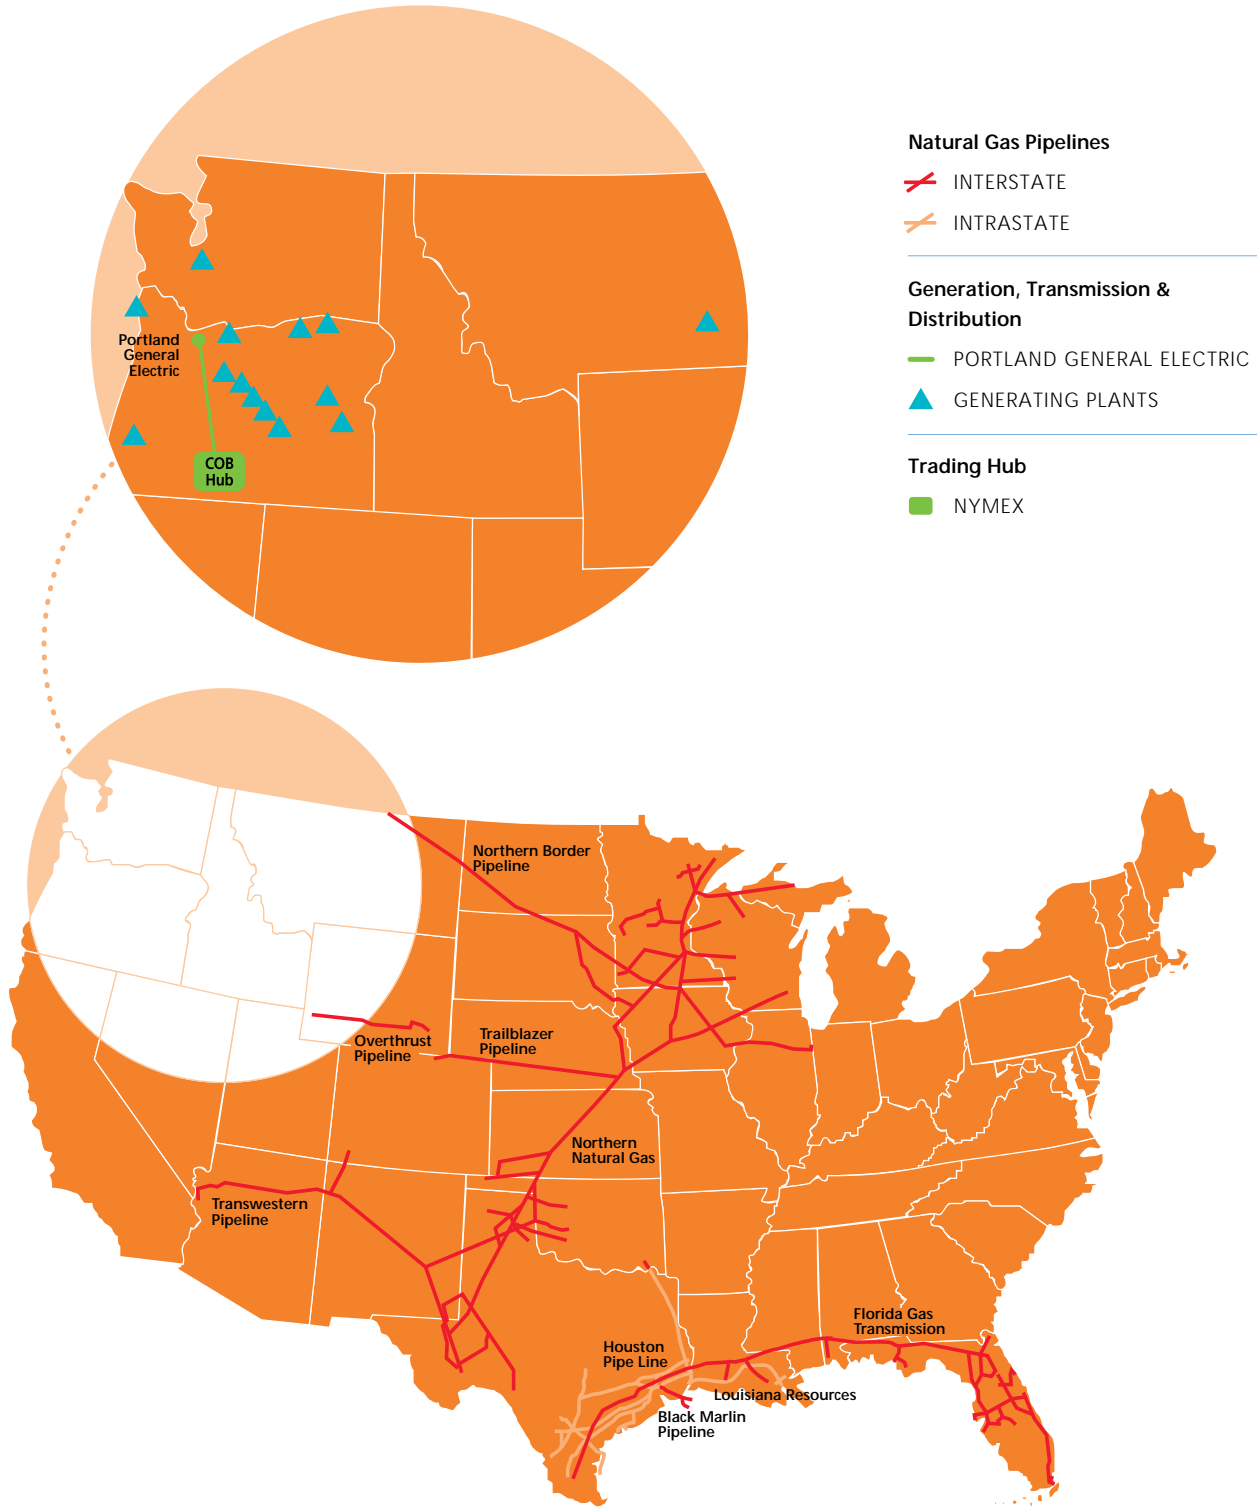 Natural Gas Pipelines
INTERSTATE
INTRASTATE
Generation, Transmission &
Distribution
PORTLAND GENERAL ELECTRIC
GENERATING PLANTS
Trading Hub
NYMEX
Portland
General
Electric
COB
Hub
Northern Border
Pipeline
Overthrust
Pipeline
Trailblazer
Pipeline
Northern
Natural Gas
Transwestern
Pipeline
Florida Gas
Transmission
Houston
Pipe Line
Louisiana Resources
Black Marlin
Pipeline